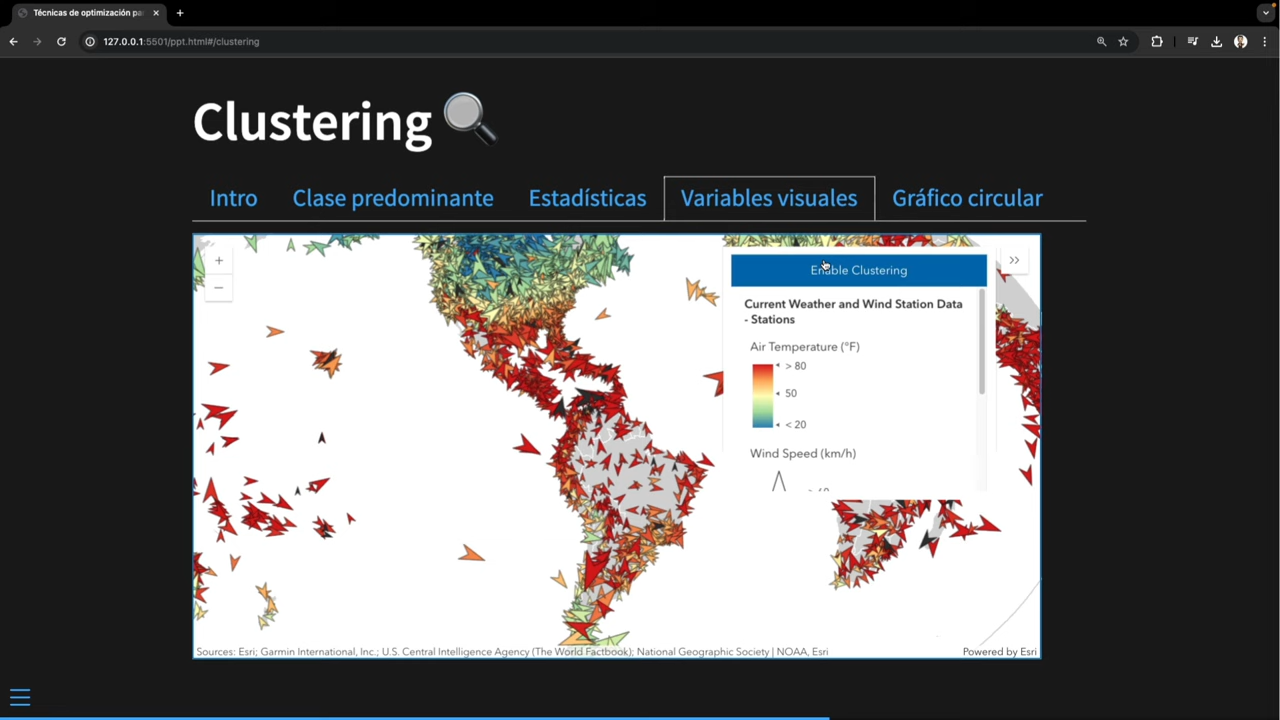 Técnicas de optimización pa
127.0.0.1:5501/ppt.html#/clustering
Clustering
Intro
Clase predominante
Estadísticas
Variables visuales
Gráfico circular
Enable Clustering
Current Weather and Wind Station Data
- Stations
Air Temperature (°F)
> 80
50
< 20
Wind Speed (km/h)
Sources: Esri; Garmin International, Inc.; U.S. Central Intelligence Agency (The World Factbook); National Geographic Society | NOAA, Esri
Powered by Esri